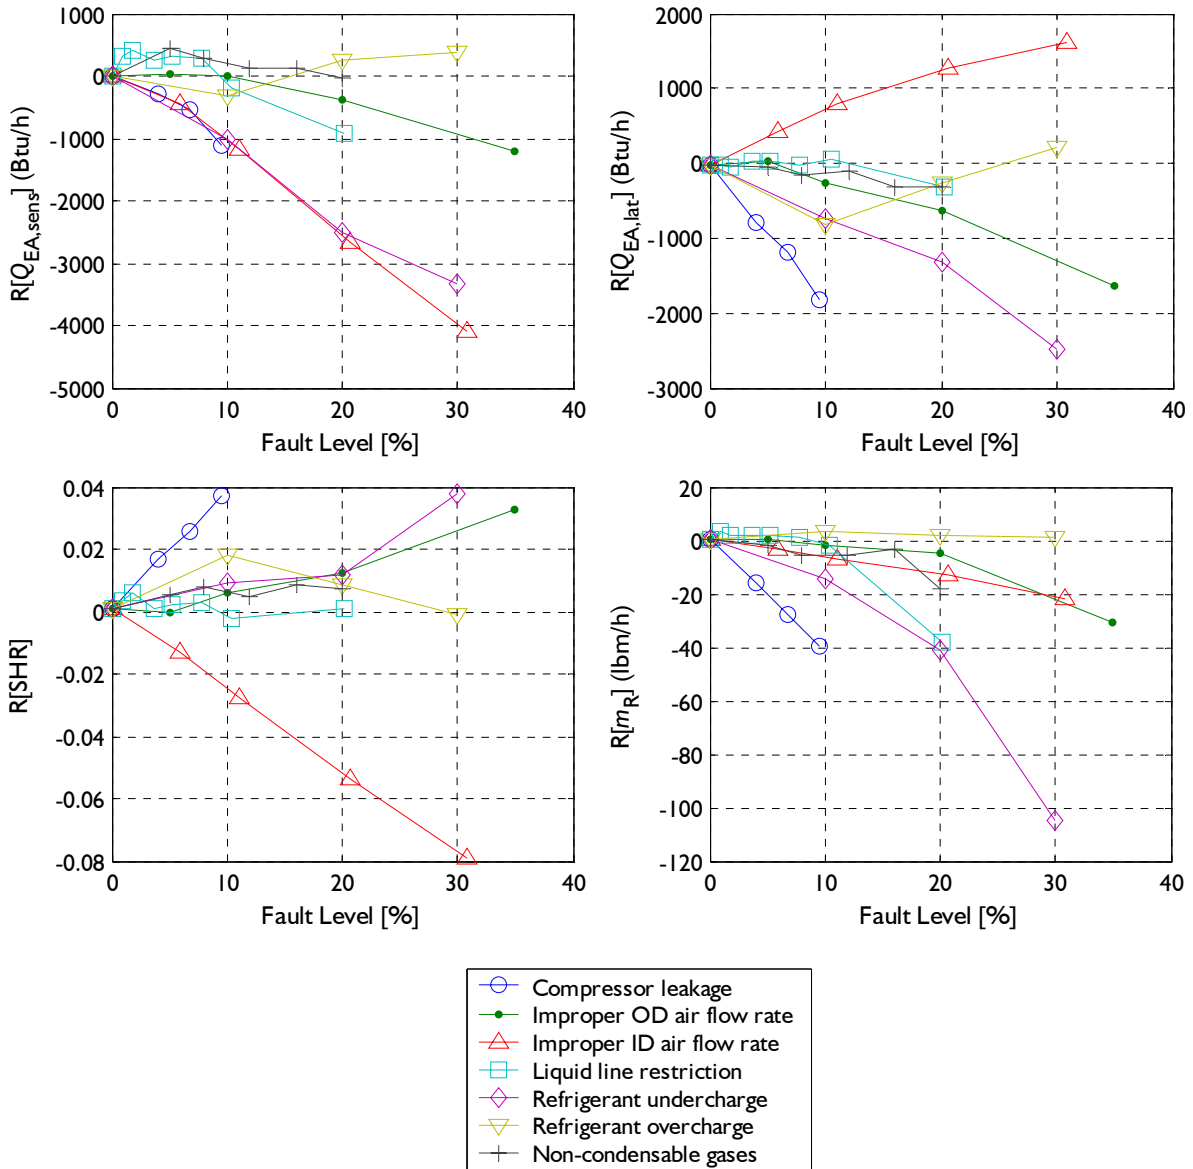 1000
0
-1000
-2000
-3000
-4000
-5000
0 10 20 30 40
R[QEA,sens] (Btu/h)
Fault Level [%]
2000
1000
0
-1000
-2000
-3000
0 10 20 30 40
R[QEA,lat] (Btu/h)
Fault Level [%]
0.04
0.02
0
-0.02
-0.04
-0.06
-0.08
0 10 20 30 40
R[SHR]
Fault Level [%]
20
0
-20
-40
-60
-80
-100
-120
0 10 20 30 40
R[mR] (lbm/h)
Fault Level [%]
Compressor leakage
Improper OD air flow rate
Improper ID air flow rate
Liquid line restriction
Refrigerant undercharge
Refrigerant overcharge
Non-condensable gases